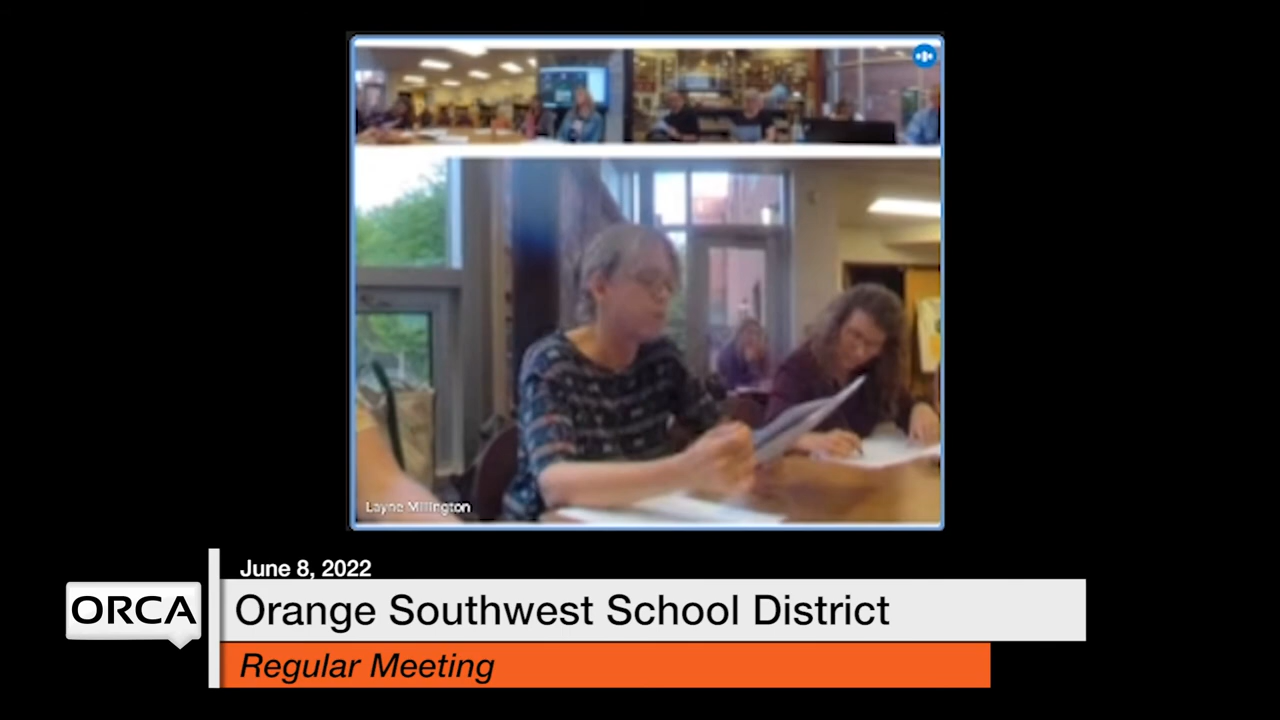 Layne Millington
June 8, 2022
ORCA
Orange Southwest School District
Regular Meeting